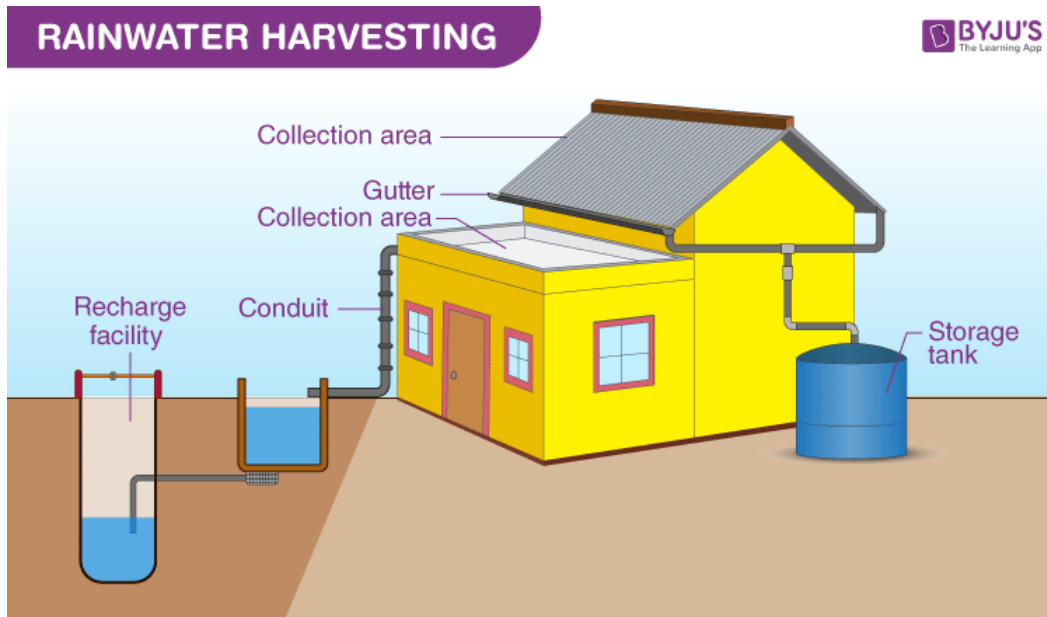 RAINWATER HARVESTING
BYJU'S
The Learning App
Collection area
Gutter
Collection area
Recharge
facility
Conduit
Storage
tank